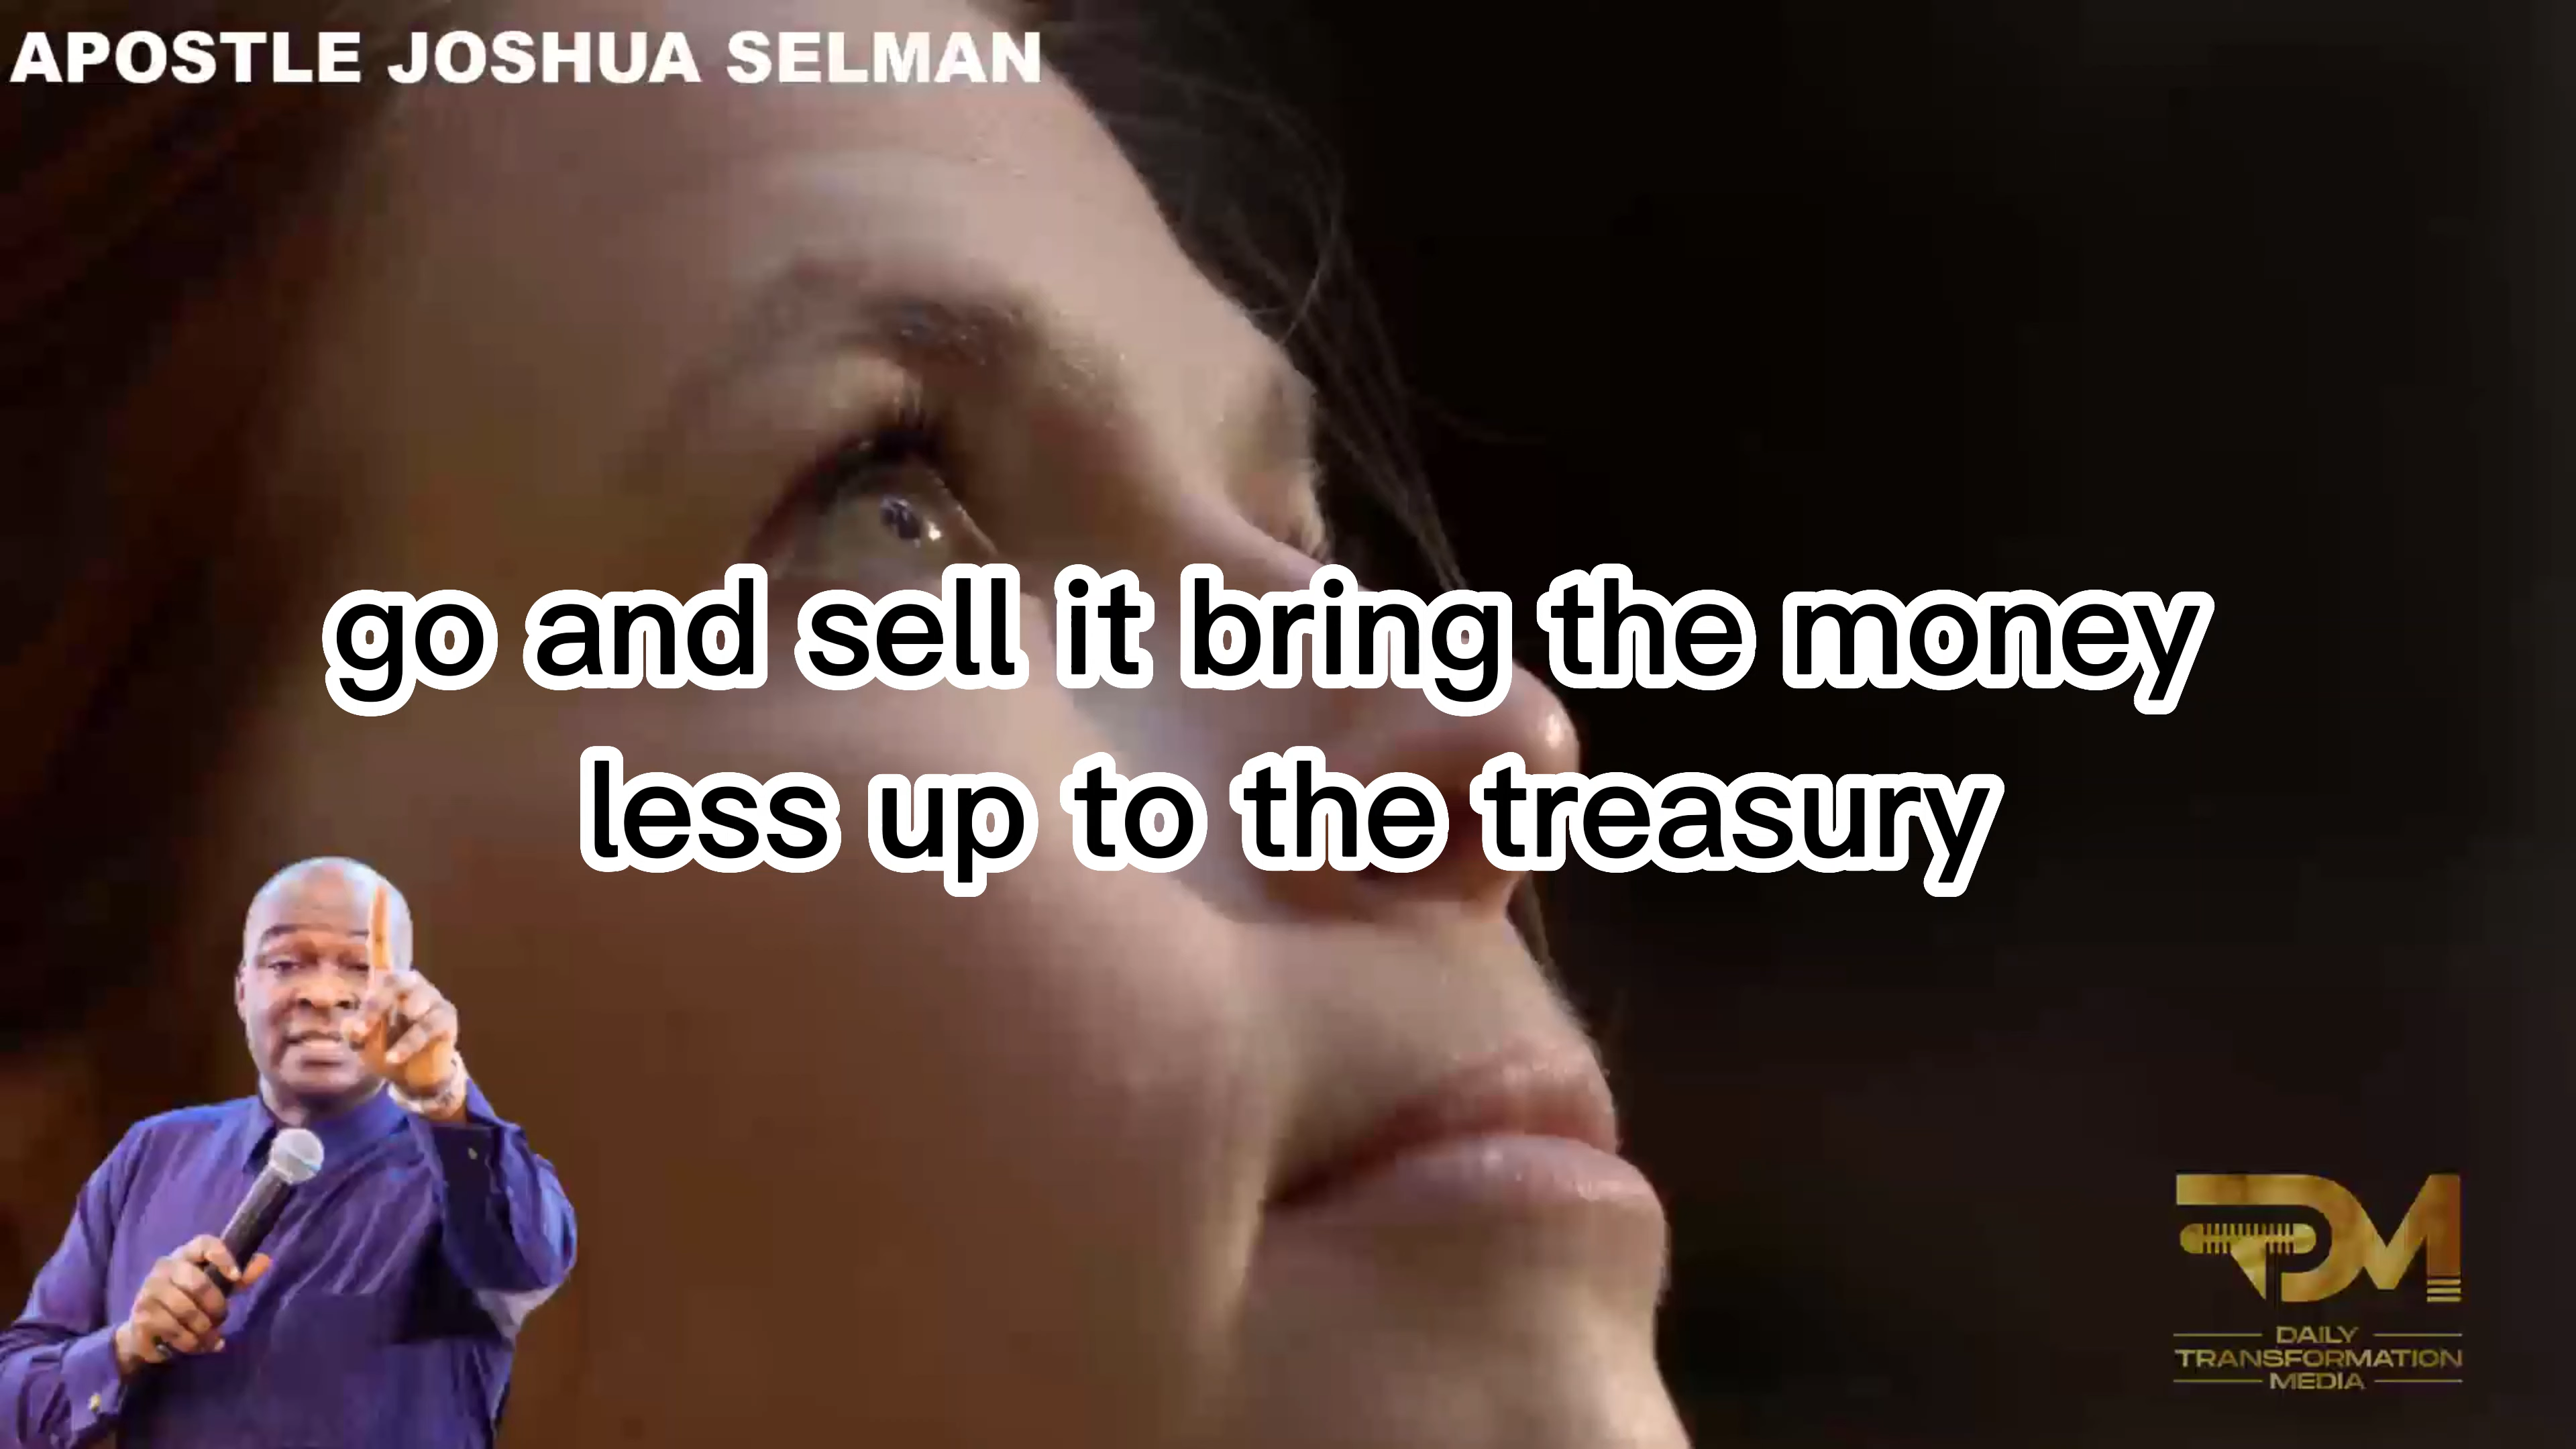 APOSTLE JOSHUA SELMAN
go and sell it bring the money
less up to the treasury
DAILY
TRANSFORMATION
MEDIA